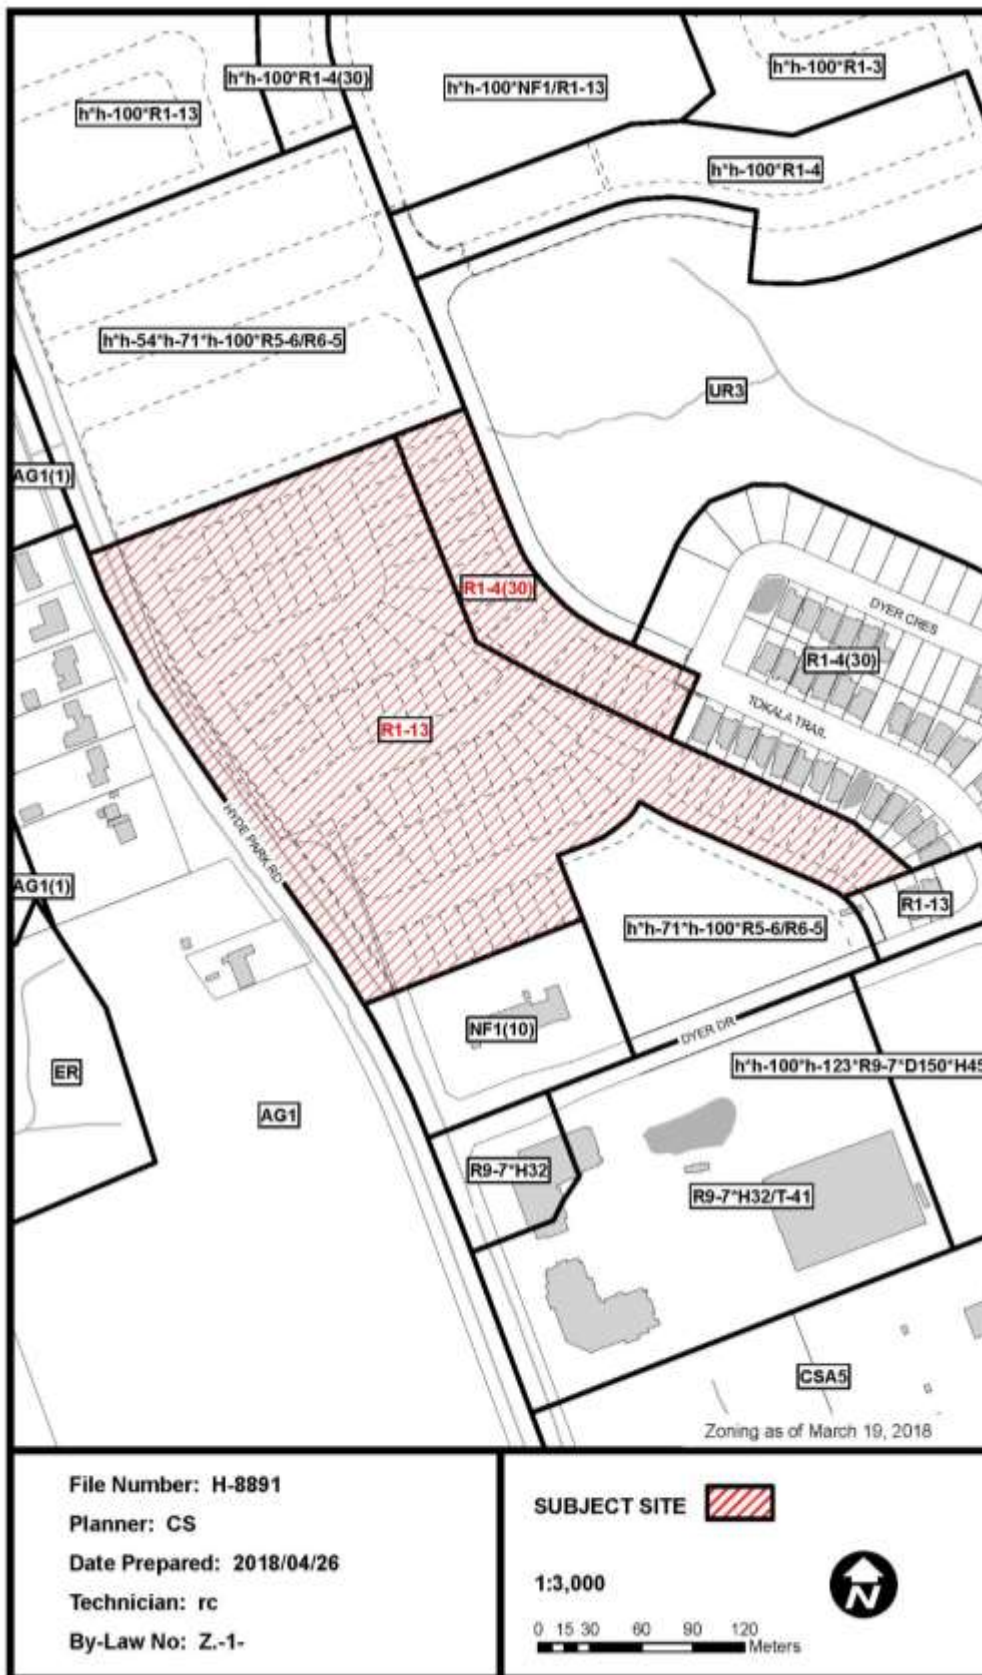 h*h-100*R1-4(30)
h*h-100*R1-3
h*h-100*NF1/R1-13
h*h-100*R1-13
h*h-100*R1-4
h*h-54*h-71*h-100*R5-6/R6-5
UR3
AG1(1)
R1-4(30)
DYER CRES
R1-4(30)
TOKALA TRAIL
R1-13
HYDE PARK RD
AG1(1)
R1-13
h*h-71*h-100*R5-6/R6-5
NF1(10)
DYER DR
h*h-100*h-123*R9-7*D150*H45
ER
AG1
R9-7*H32
R9-7*H32/T-41
CSA5
Zoning as of March 19, 2018
File Number: H-8891
Planner: CS
Date Prepared: 2018/04/26
Technician: rc
By-Law No: Z.-1-
SUBJECT SITE
1:3,000
N
0 15 30 60 90 120
Meters